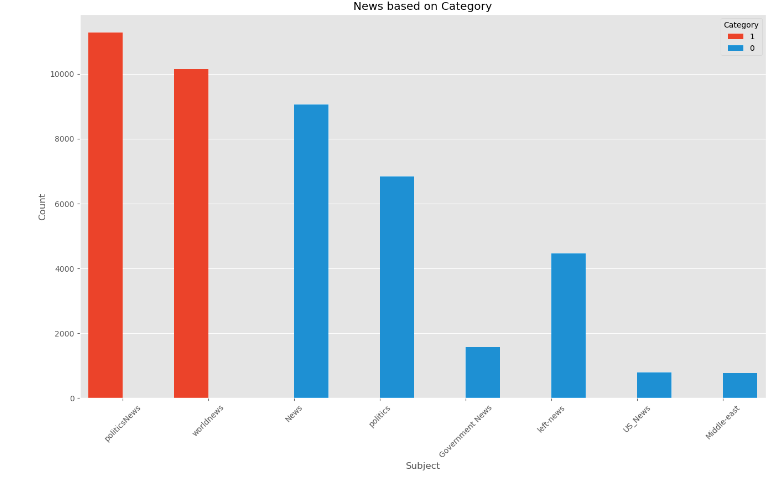 News based on Category
Category
1
0
10000
8000
6000
4000
2000
0
Count
politicsNews
worldnews
News
politics
Government News
left-news
US_News
Middle-east
Subject